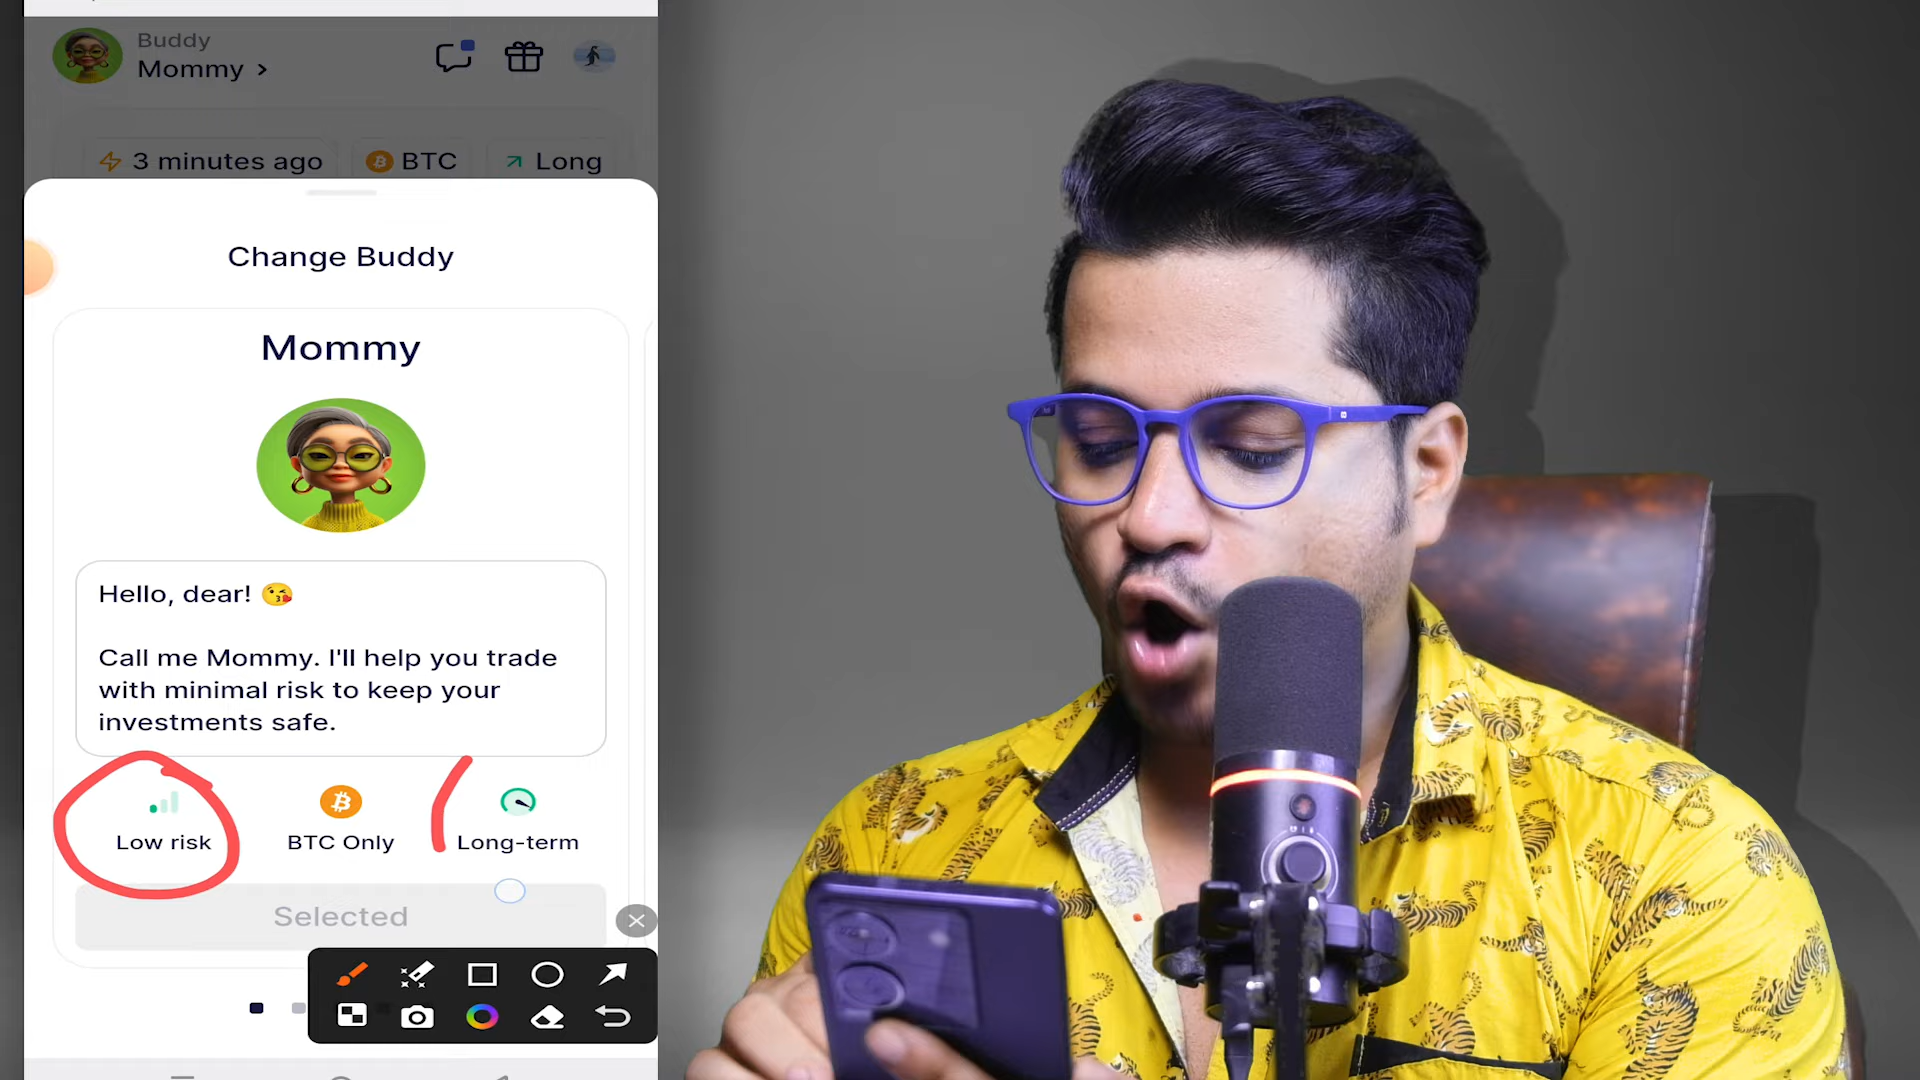 Buddy
Mommy
3 minutes ago
BTC
Long
Change Buddy
Mommy
Hello, dear! 😘
Call me Mommy. I'll help you trade
with minimal risk to keep your
investments safe.
Low risk
BTC Only
Long-term
Selected